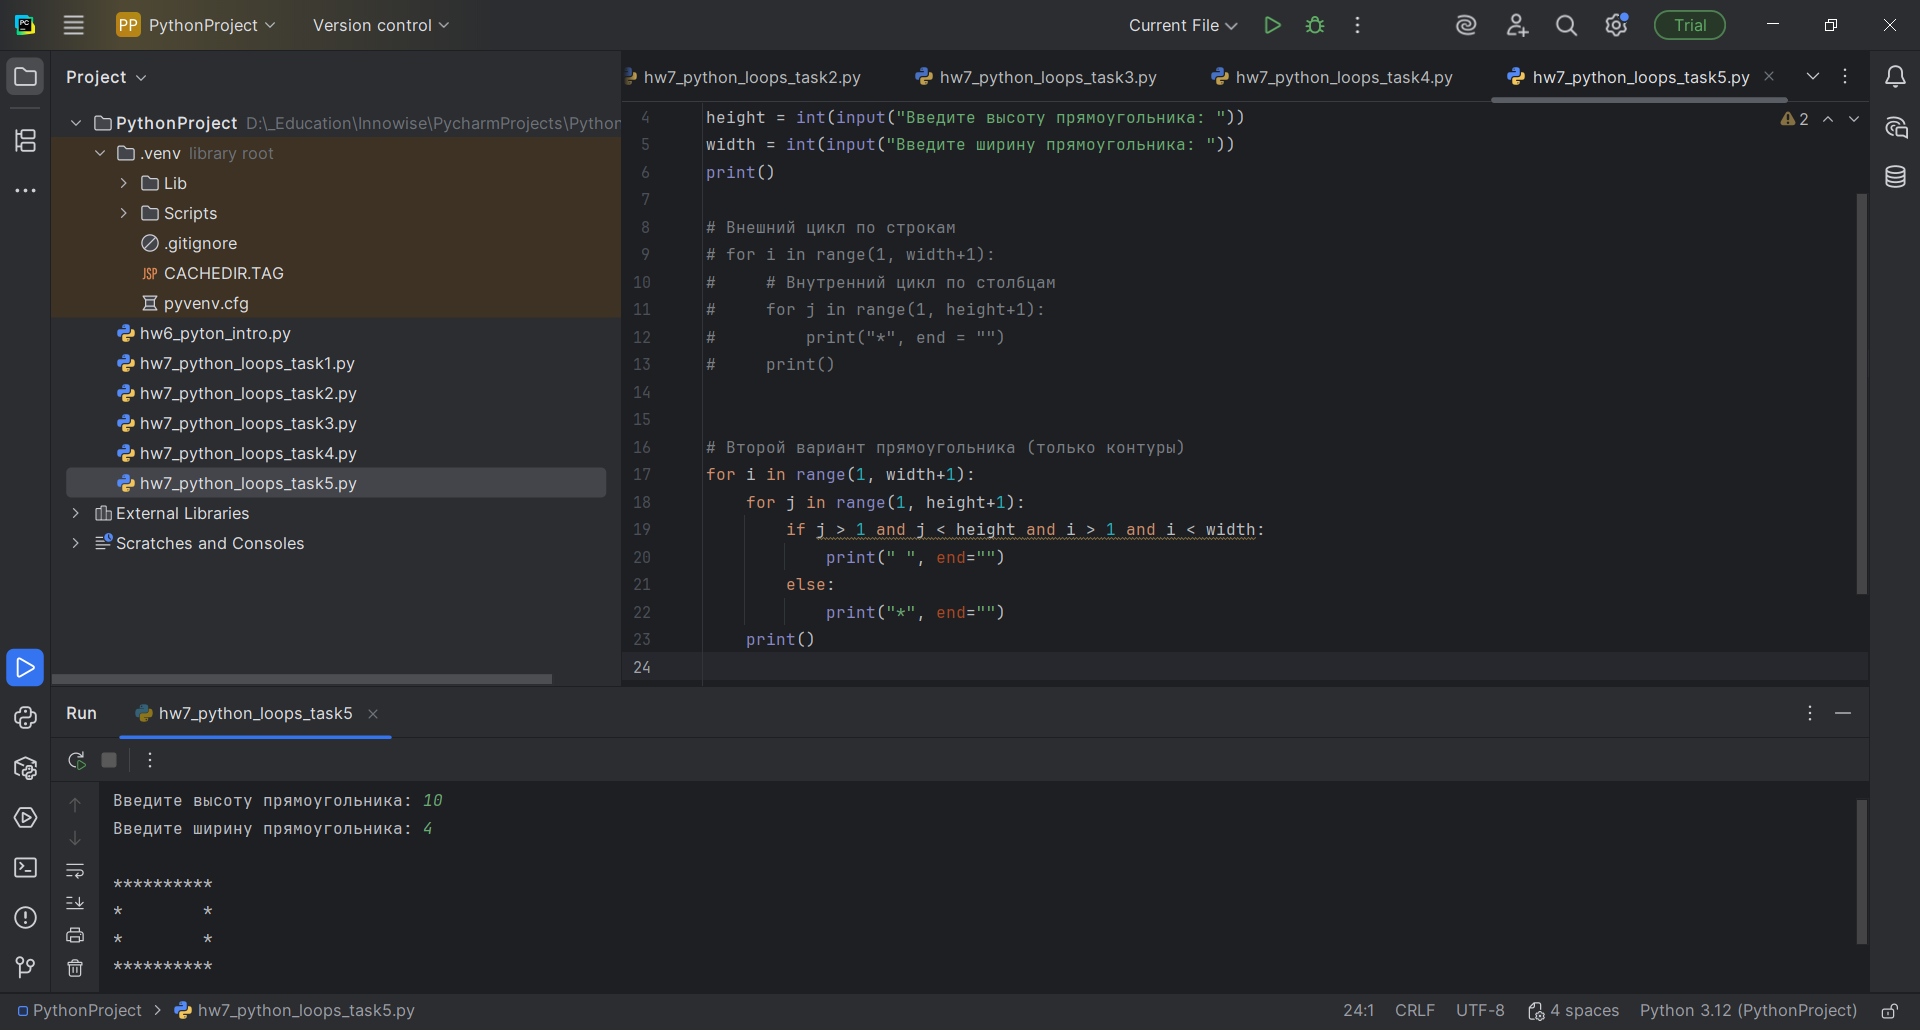 PC
PP PythonProject Version control Current File Trial
Project
PythonProject D:\_Education\Innowise\PycharmProjects\Python
.venv library root
Lib
Scripts
.gitignore
JSP CACHEDIR.TAG
pyvenv.cfg
hw6_pyton_intro.py
hw7_python_loops_task1.py
hw7_python_loops_task2.py
hw7_python_loops_task3.py
hw7_python_loops_task4.py
hw7_python_loops_task5.py
External Libraries
Scratches and Consoles
hw7_python_loops_task2.py hw7_python_loops_task3.py hw7_python_loops_task4.py hw7_python_loops_task5.py
2
4 height = int(input("Введите высоту прямоугольника: "))
5 width = int(input("Введите ширину прямоугольника: "))
6 print()
7
8 # Внешний цикл по строкам
9 # for i in range(1, width+1):
10 #     # Внутренний цикл по столбцам
11 #     for j in range(1, height+1):
12 #         print("*", end = "")
13 #     print()
14
15
16 # Второй вариант прямоугольника (только контуры)
17 for i in range(1, width+1):
18     for j in range(1, height+1):
19         if j > 1 and j < height and i > 1 and i < width:
20             print(" ", end="")
21         else:
22             print("*", end="")
23     print()
24
Run hw7_python_loops_task5
Введите высоту прямоугольника: 10
Введите ширину прямоугольника: 4
**********
*        *
*        *
**********
PythonProject > hw7_python_loops_task5.py 24:1 CRLF UTF-8 4 spaces Python 3.12 (PythonProject)